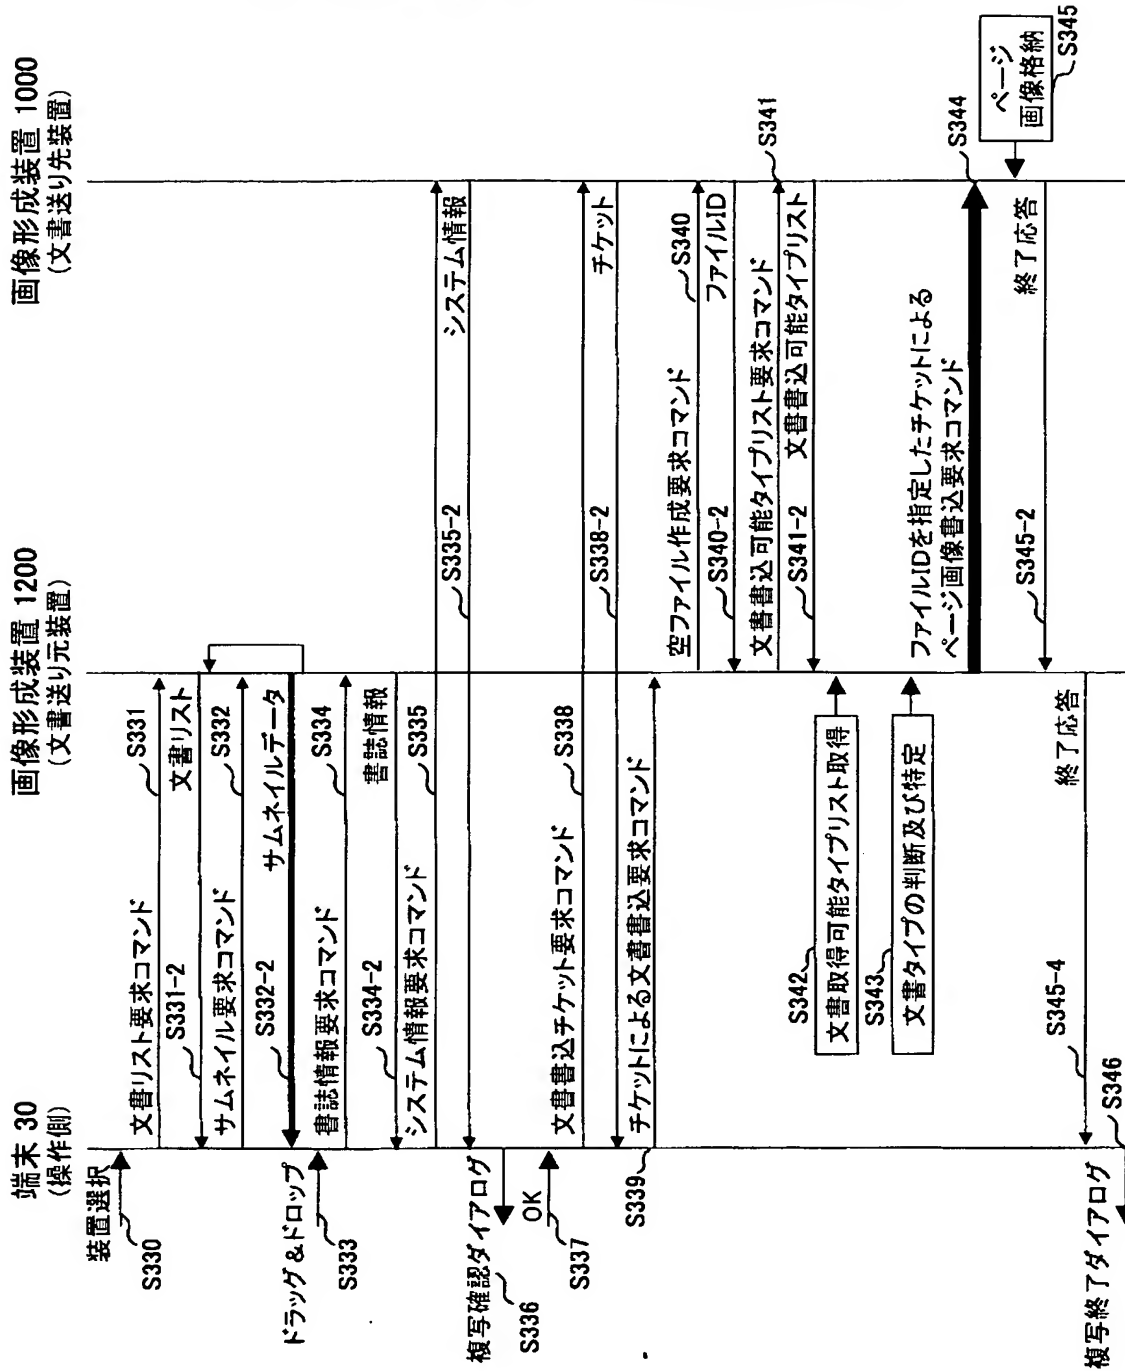 端末 30
(操作側)
画像形成装置 1200
(文書送り元装置)
画像形成装置 1000
(文書送り先装置)
装置選択
S330
文書リスト要求コマンド
S331
S331-2
文書リスト
サムネイル要求コマンド
S332
S332-2
サムネイルデータ
ドラッグ&ドロップ
S333
書誌情報要求コマンド
S334
S334-2
書誌情報
システム情報要求コマンド
S335
S335-2
システム情報
複写確認ダイアログ
S336
OK
S337
文書書込チケット要求コマンド
S338
S338-2
チケット
S339
チケットによる文書書込要求コマンド
空ファイル作成要求コマンド
S340
S340-2
ファイルID
文書書込可能タイプリスト要求コマンド
S341
S341-2
文書書込可能タイプリスト
S342
文書取得可能タイプリスト取得
S343
文書タイプの判断及び特定
ファイルIDを指定したチケットによる
ページ画像書込要求コマンド
S344
ページ
画像格納
S345
S345-2
終了応答
S345-4
終了応答
複写終了ダイアログ
S346